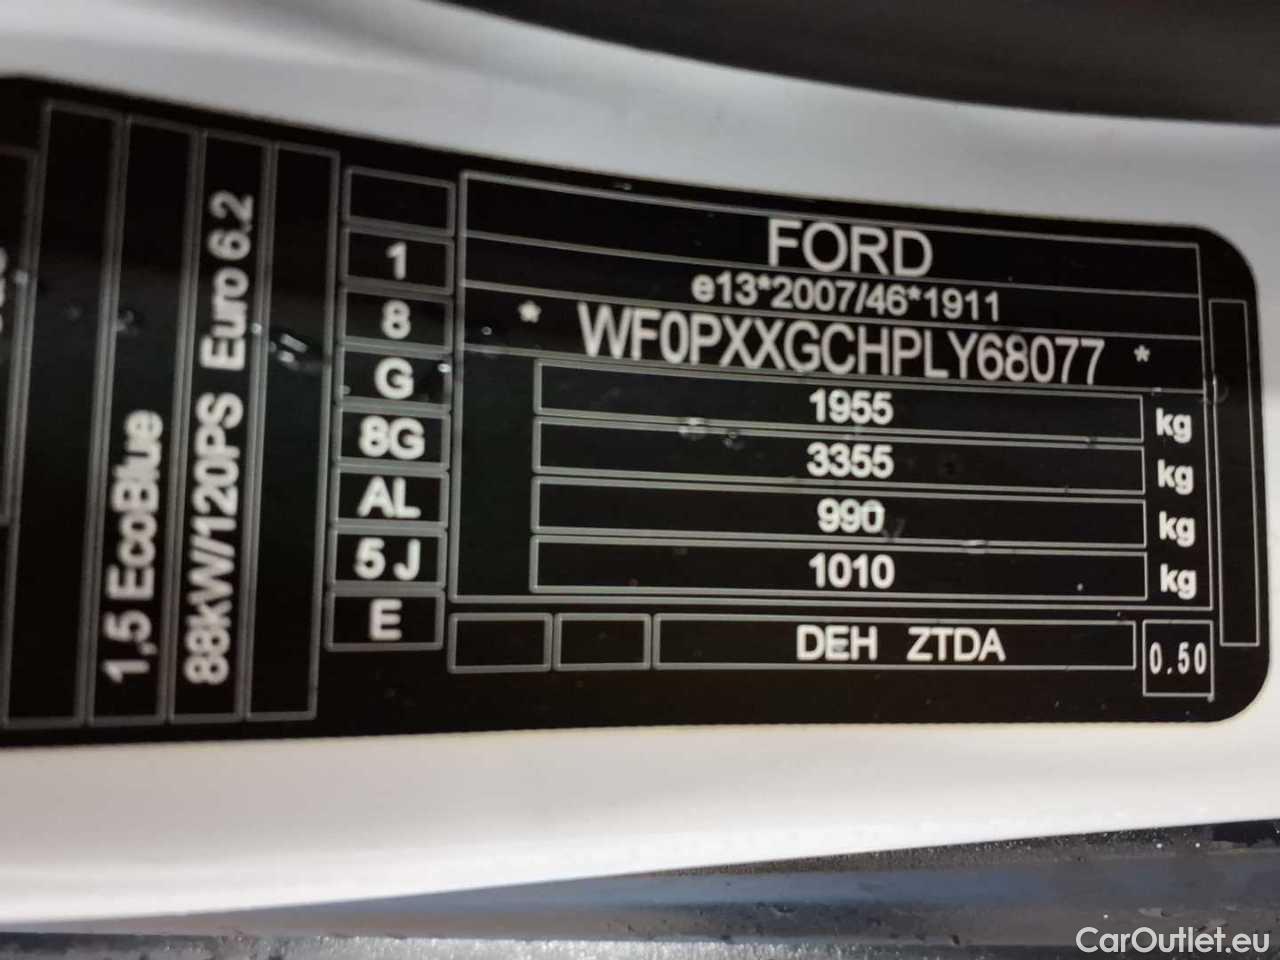 FORD
e13*2007/46*1911
* WF0PXXGCHPLY68077 *
1955 kg
3355 kg
990 kg
1010 kg
DEH ZTDA
0.50
1
8
G
8G
AL
5 J
E
1,5 EcoBlue
88kW/120PS Euro 6.2
CarOutlet.eu